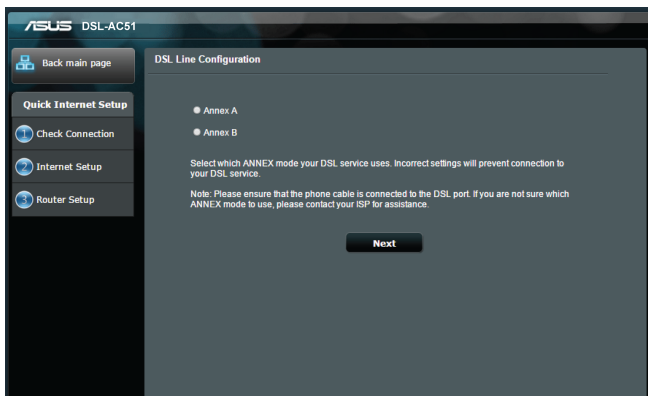 ASUS DSL-AC51
Back main page
Quick Internet Setup
1 Check Connection
2 Internet Setup
3 Router Setup
DSL Line Configuration
Annex A
Annex B
Select which ANNEX mode your DSL service uses. Incorrect settings will prevent connection to
your DSL service.
Note: Please ensure that the phone cable is connected to the DSL port. If you are not sure which
ANNEX mode to use, please contact your ISP for assistance.
Next